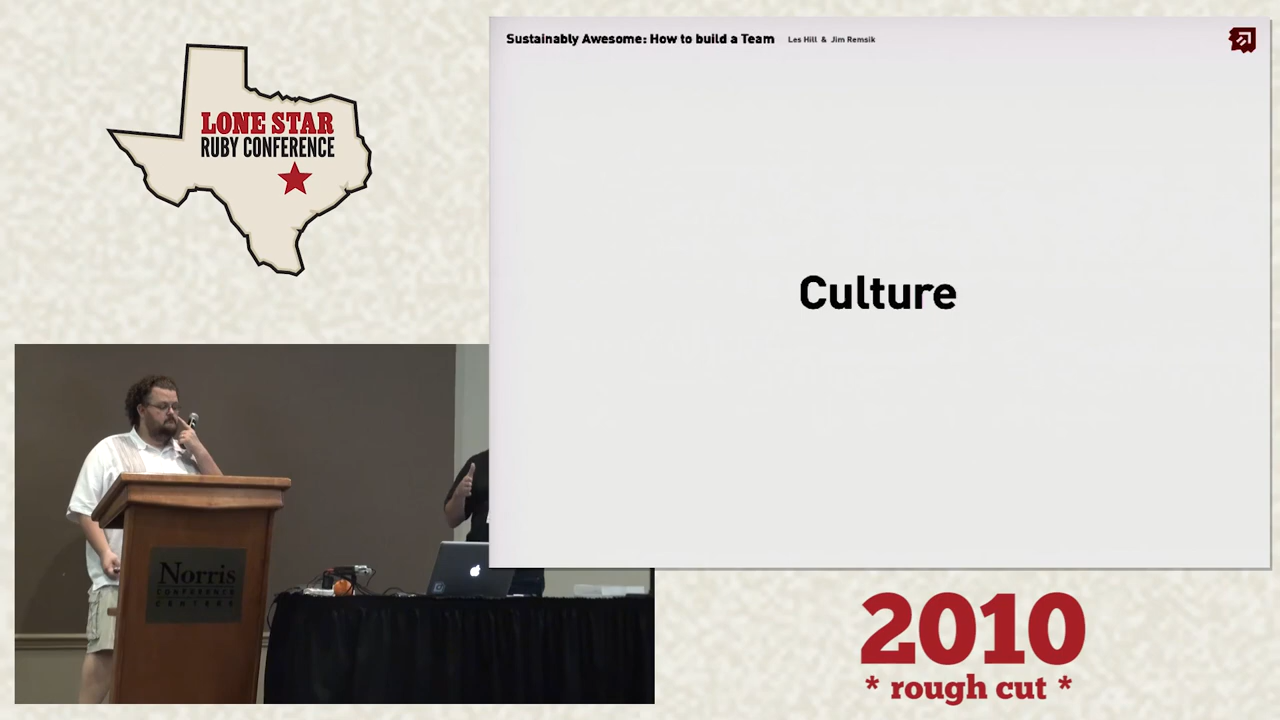 LONE STAR
RUBY CONFERENCE
Sustainably Awesome: How to build a Team Les Hill & Jim Remsik
Culture
Norris
CONFERENCE
CENTERS
2010
* rough cut *